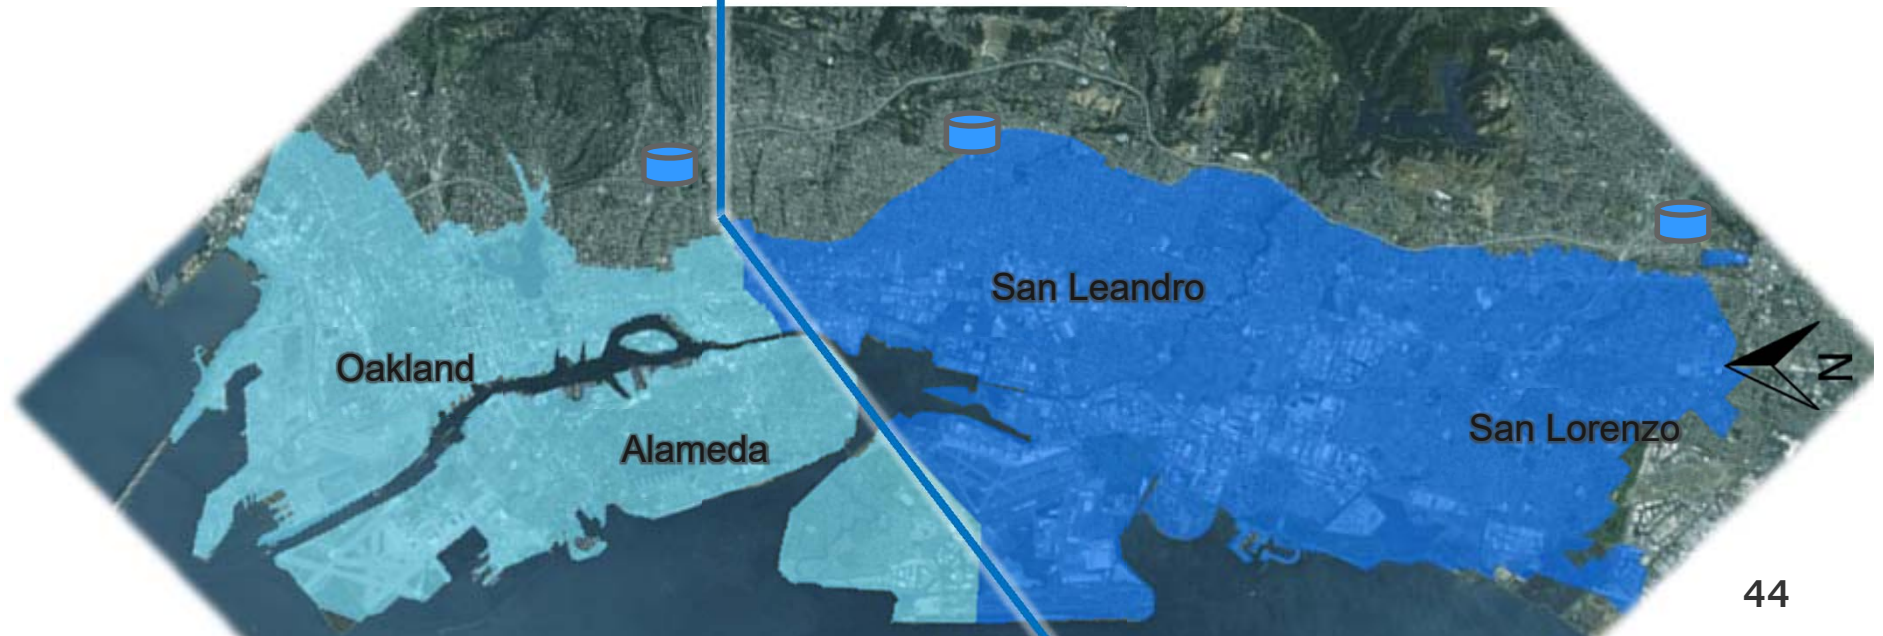 San Leandro
Oakland
San Lorenzo
Alameda
N
44